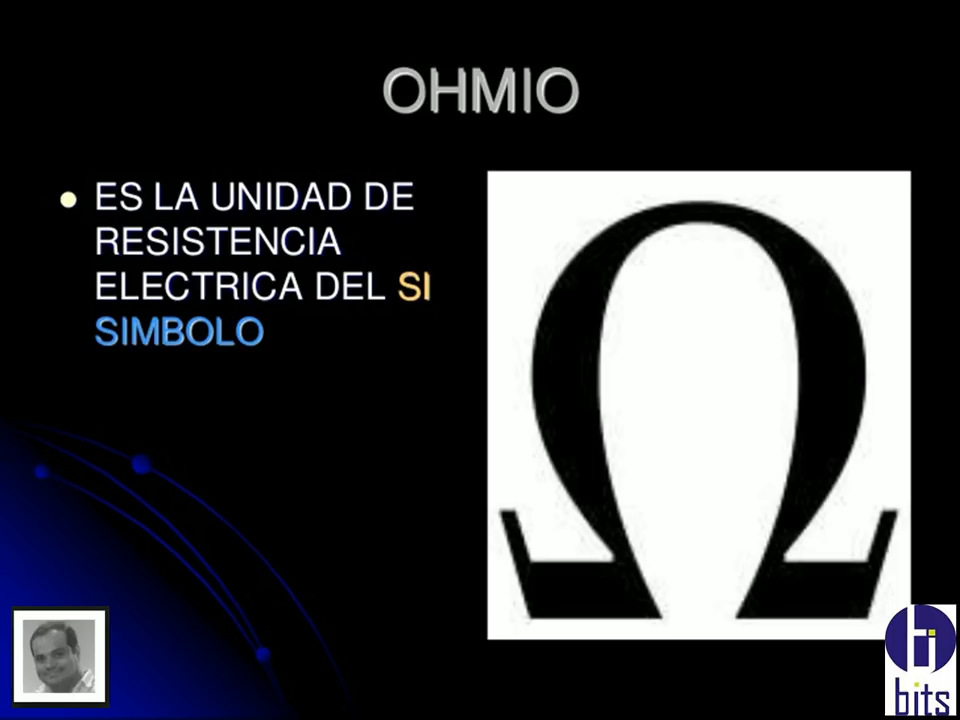 OHMIO
ES LA UNIDAD DE
RESISTENCIA
ELECTRICA DEL SI
SIMBOLO
Ω
bits